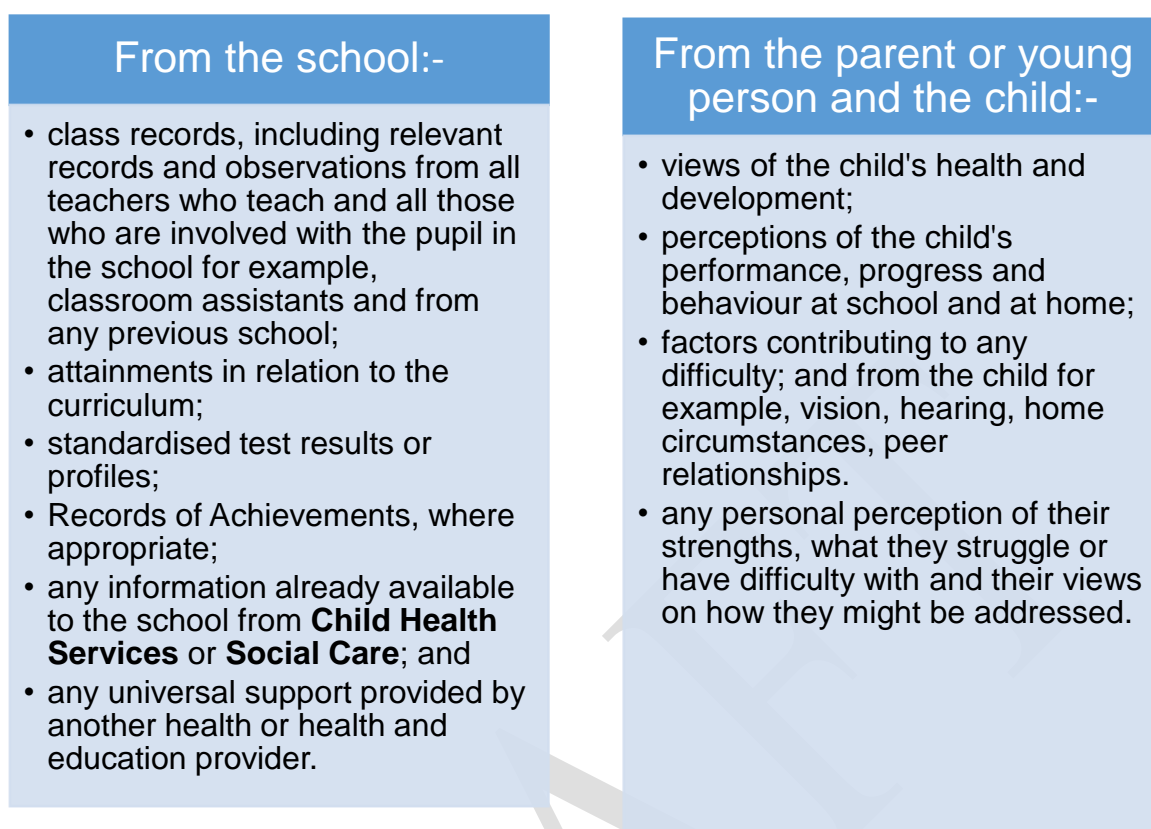 From the school:-
• class records, including relevant
records and observations from all
teachers who teach and all those
who are involved with the pupil in
the school for example,
classroom assistants and from
any previous school;
• attainments in relation to the
curriculum;
• standardised test results or
profiles;
• Records of Achievements, where
appropriate;
• any information already available
to the school from Child Health
Services or Social Care; and
• any universal support provided by
another health or health and
education provider.
From the parent or young
person and the child:-
• views of the child's health and
development;
• perceptions of the child's
performance, progress and
behaviour at school and at home;
• factors contributing to any
difficulty; and from the child for
example, vision, hearing, home
circumstances, peer
relationships.
• any personal perception of their
strengths, what they struggle or
have difficulty with and their views
on how they might be addressed.